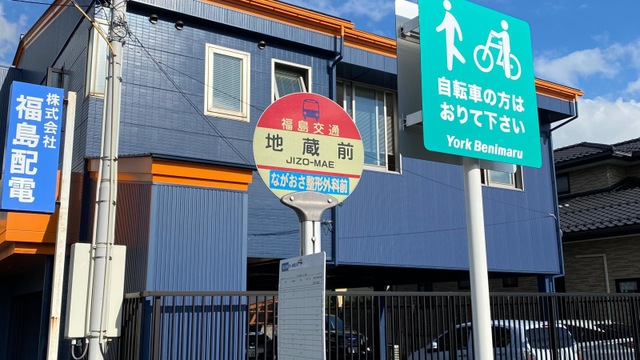 株式会社
福島配電
福島交通
地蔵前
JIZO-MAE
ながおさ整形外科前
自転車の方は
おりて下さい
York Benimaru